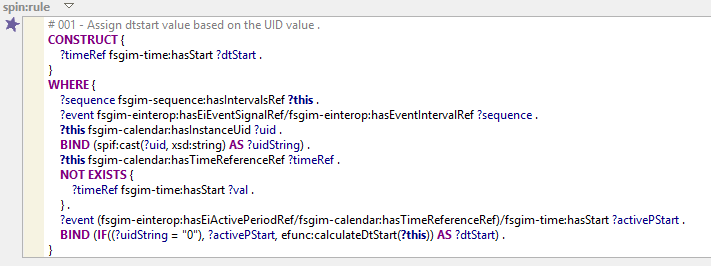 spin:rule
# 001 - Assign dtstart value based on the UID value .
CONSTRUCT {
?timeRef fsgim-time:hasStart ?dtStart .
}
WHERE {
?sequence fsgim-sequence:hasIntervalsRef ?this .
?event fsgim-einterop:hasEiEventSignalRef/fsgim-einterop:hasEventIntervalRef ?sequence .
?this fsgim-calendar:hasInstanceUid ?uid .
BIND (spif:cast(?uid, xsd:string) AS ?uidString) .
?this fsgim-calendar:hasTimeReferenceRef ?timeRef .
NOT EXISTS {
?timeRef fsgim-time:hasStart ?val .
} .
?event (fsgim-einterop:hasEiActivePeriodRef/fsgim-calendar:hasTimeReferenceRef)/fsgim-time:hasStart ?activePStart .
BIND (IF((?uidString = "0"), ?activePStart, efunc:calculateDtStart(?this)) AS ?dtStart) .
}